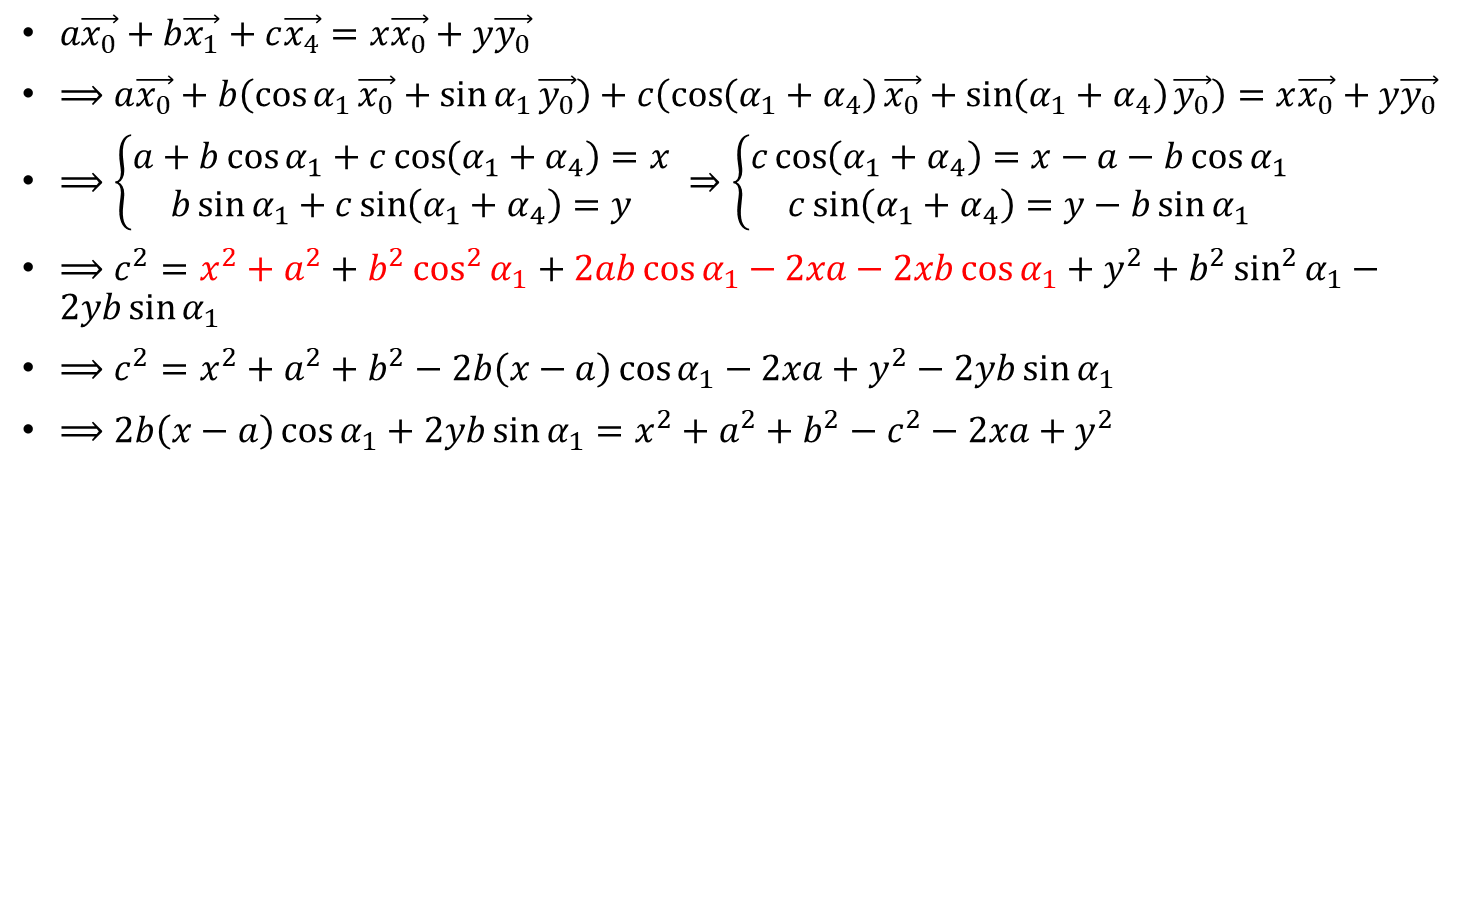 • $a\overrightarrow{x_0} + b\overrightarrow{x_1} + c\overrightarrow{x_4} = x\overrightarrow{x_0} + y\overrightarrow{y_0}$
• $\Longrightarrow a\overrightarrow{x_0} + b(\cos\alpha_1\,\overrightarrow{x_0} + \sin\alpha_1\,\overrightarrow{y_0}) + c(\cos(\alpha_1 + \alpha_4)\,\overrightarrow{x_0} + \sin(\alpha_1 + \alpha_4)\,\overrightarrow{y_0}) = x\overrightarrow{x_0} + y\overrightarrow{y_0}$
• $\Longrightarrow \begin{cases} a + b\cos\alpha_1 + c\cos(\alpha_1 + \alpha_4) = x \\ b\sin\alpha_1 + c\sin(\alpha_1 + \alpha_4) = y \end{cases} \Rightarrow \begin{cases} c\cos(\alpha_1 + \alpha_4) = x - a - b\cos\alpha_1 \\ c\sin(\alpha_1 + \alpha_4) = y - b\sin\alpha_1 \end{cases}$
• $\Longrightarrow c^2 = x^2 + a^2 + b^2\cos^2\alpha_1 + 2ab\cos\alpha_1 - 2xa - 2xb\cos\alpha_1 + y^2 + b^2\sin^2\alpha_1 -$
$2yb\sin\alpha_1$
• $\Longrightarrow c^2 = x^2 + a^2 + b^2 - 2b(x - a)\cos\alpha_1 - 2xa + y^2 - 2yb\sin\alpha_1$
• $\Longrightarrow 2b(x - a)\cos\alpha_1 + 2yb\sin\alpha_1 = x^2 + a^2 + b^2 - c^2 - 2xa + y^2$